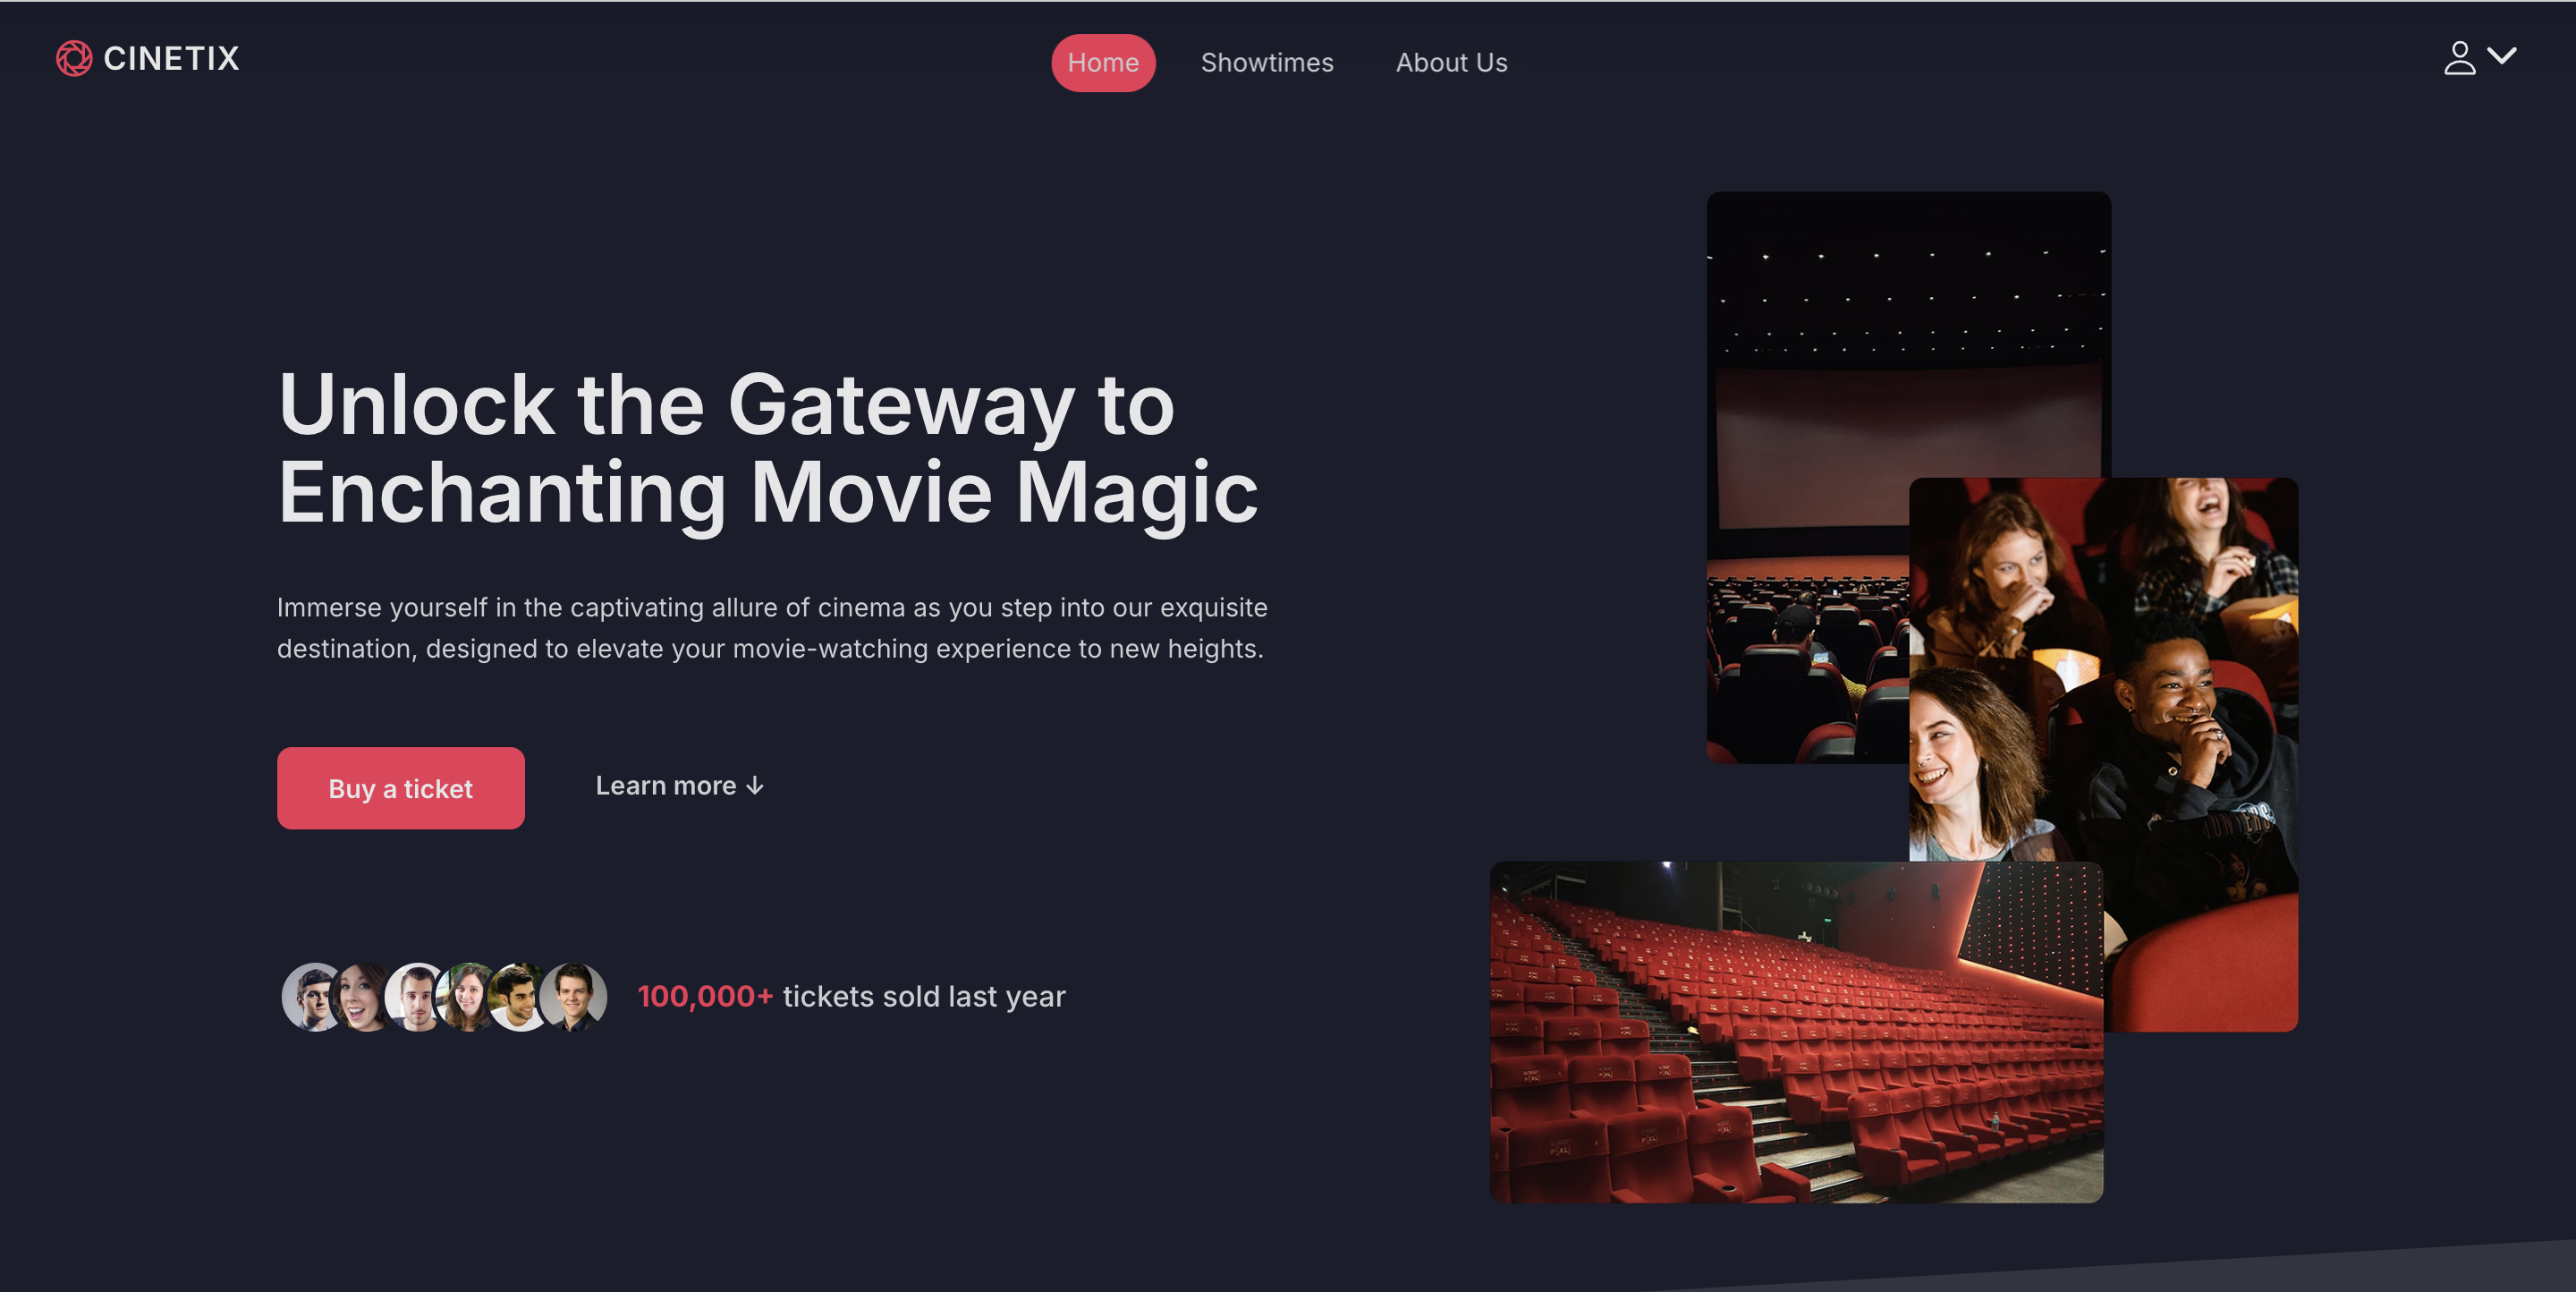 CINETIX
Home
Showtimes
About Us
Unlock the Gateway to
Enchanting Movie Magic
Immerse yourself in the captivating allure of cinema as you step into our exquisite
destination, designed to elevate your movie-watching experience to new heights.
Buy a ticket
Learn more ↓
100,000+ tickets sold last year